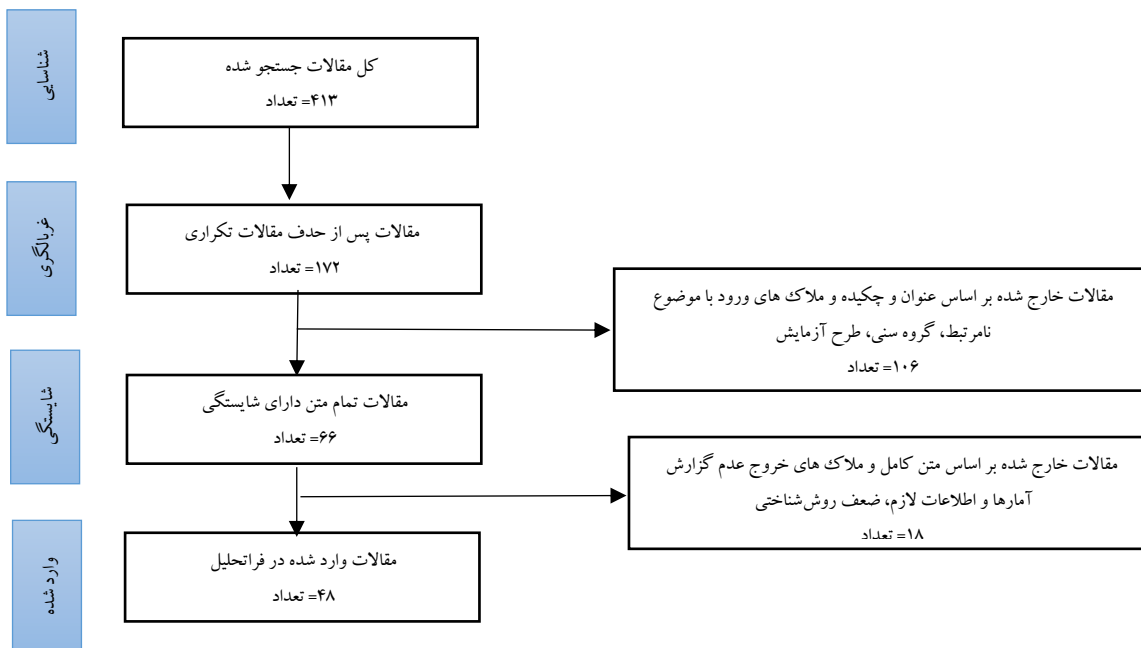 شناسایی
کل مقالات جستجو شده
۴۱۳= تعداد
غربالگری
مقالات پس از حذف مقالات تکراری
۱۷۲= تعداد
مقالات خارج شده بر اساس عنوان و چکیده و ملاک های ورود با موضوع
نامرتبط، گروه سنی، طرح آزمایش
۱۰۶= تعداد
شایستگی
مقالات تمام متن دارای شایستگی
۶۶= تعداد
مقالات خارج شده بر اساس متن کامل و ملاک های خروج عدم گزارش
آمارها و اطلاعات لازم، ضعف روش‌شناختی
۱۸= تعداد
وارد شده
مقالات وارد شده در فراتحلیل
۴۸= تعداد